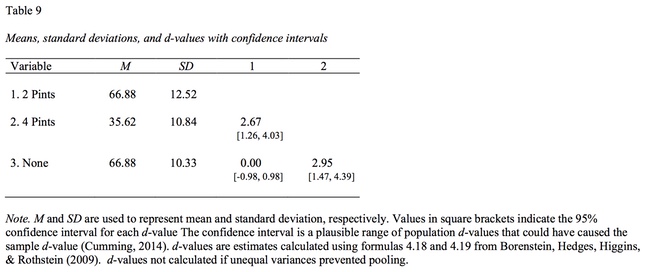 Table 9
Means, standard deviations, and d-values with confidence intervals
Variable M SD 1 2
1. 2 Pints 66.88 12.52
2. 4 Pints 35.62 10.84 2.67
[1.26, 4.03]
3. None 66.88 10.33 0.00 2.95
[-0.98, 0.98] [1.47, 4.39]
Note. M and SD are used to represent mean and standard deviation, respectively. Values in square brackets indicate the 95%
confidence interval for each d-value The confidence interval is a plausible range of population d-values that could have caused the
sample d-value (Cumming, 2014). d-values are estimates calculated using formulas 4.18 and 4.19 from Borenstein, Hedges, Higgins,
& Rothstein (2009). d-values not calculated if unequal variances prevented pooling.